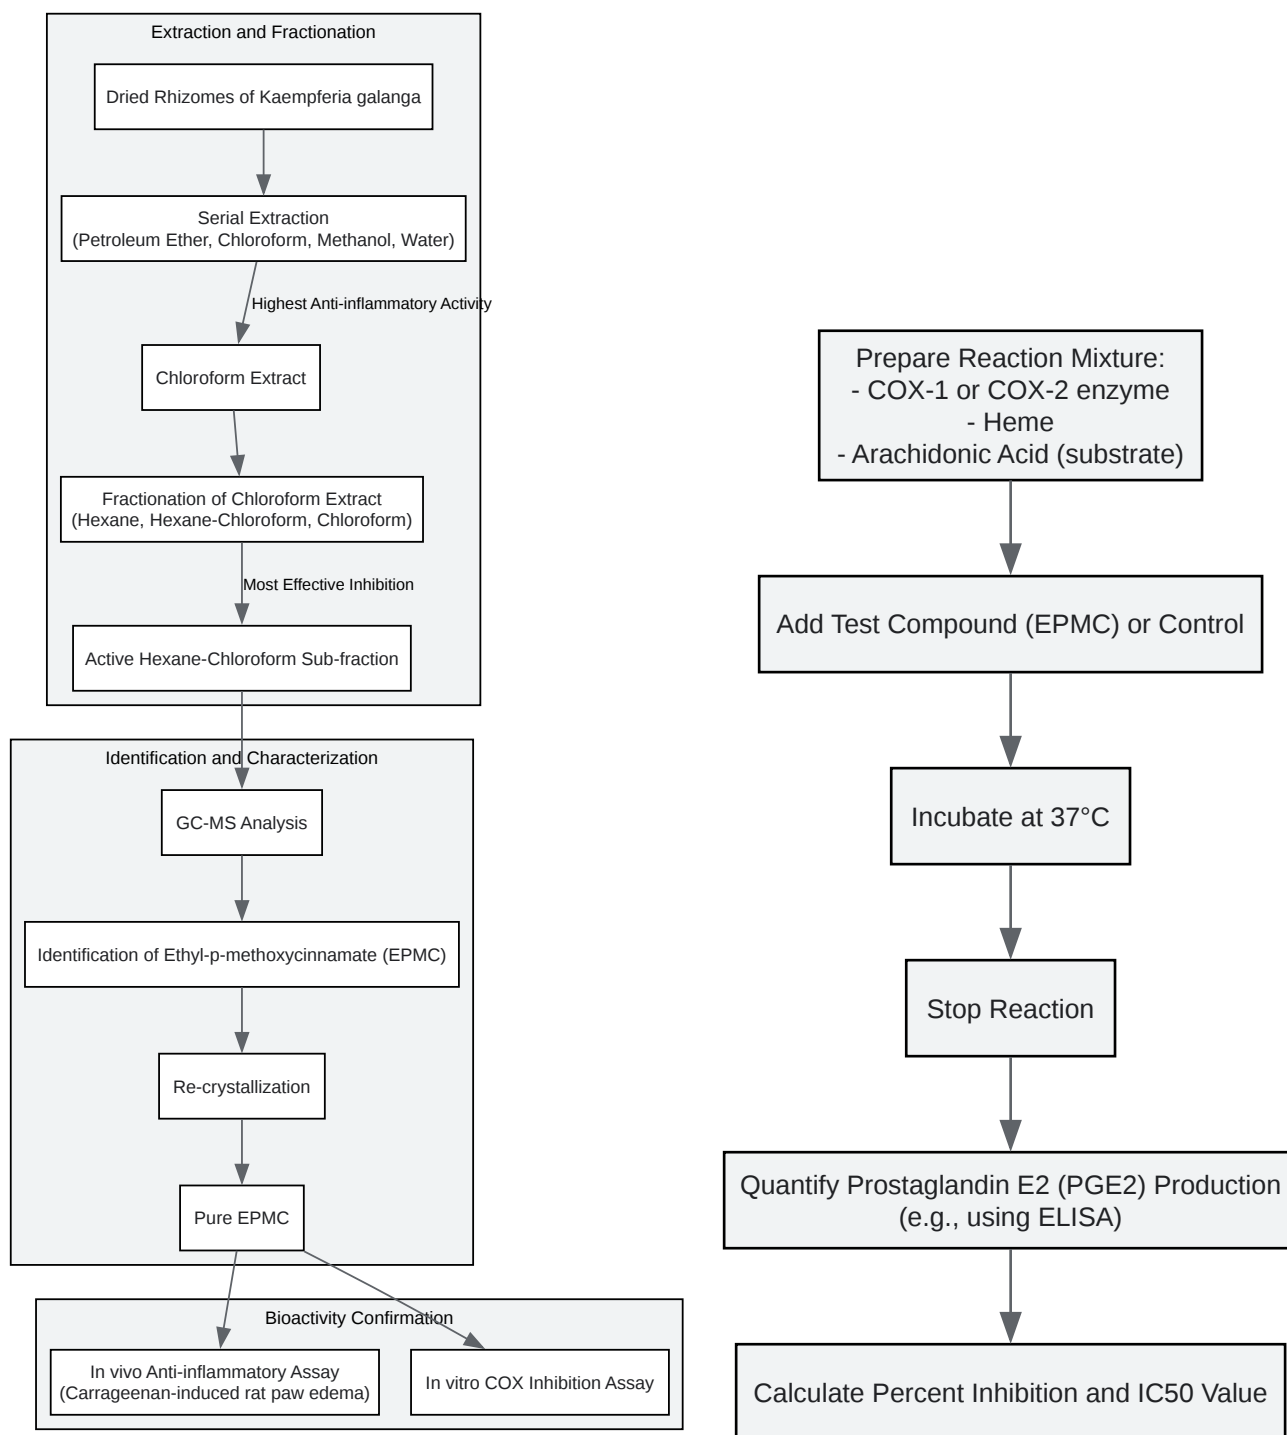 Extraction and Fractionation
Dried Rhizomes of Kaempferia galanga
Serial Extraction
(Petroleum Ether, Chloroform, Methanol, Water)
Highest Anti-inflammatory Activity
Chloroform Extract
Fractionation of Chloroform Extract
(Hexane, Hexane-Chloroform, Chloroform)
Most Effective Inhibition
Active Hexane-Chloroform Sub-fraction
Identification and Characterization
GC-MS Analysis
Identification of Ethyl-p-methoxycinnamate (EPMC)
Re-crystallization
Pure EPMC
Bioactivity Confirmation
In vivo Anti-inflammatory Assay
(Carrageenan-induced rat paw edema)
In vitro COX Inhibition Assay
Prepare Reaction Mixture:
- COX-1 or COX-2 enzyme
- Heme
- Arachidonic Acid (substrate)
Add Test Compound (EPMC) or Control
Incubate at 37°C
Stop Reaction
Quantify Prostaglandin E2 (PGE2) Production
(e.g., using ELISA)
Calculate Percent Inhibition and IC50 Value